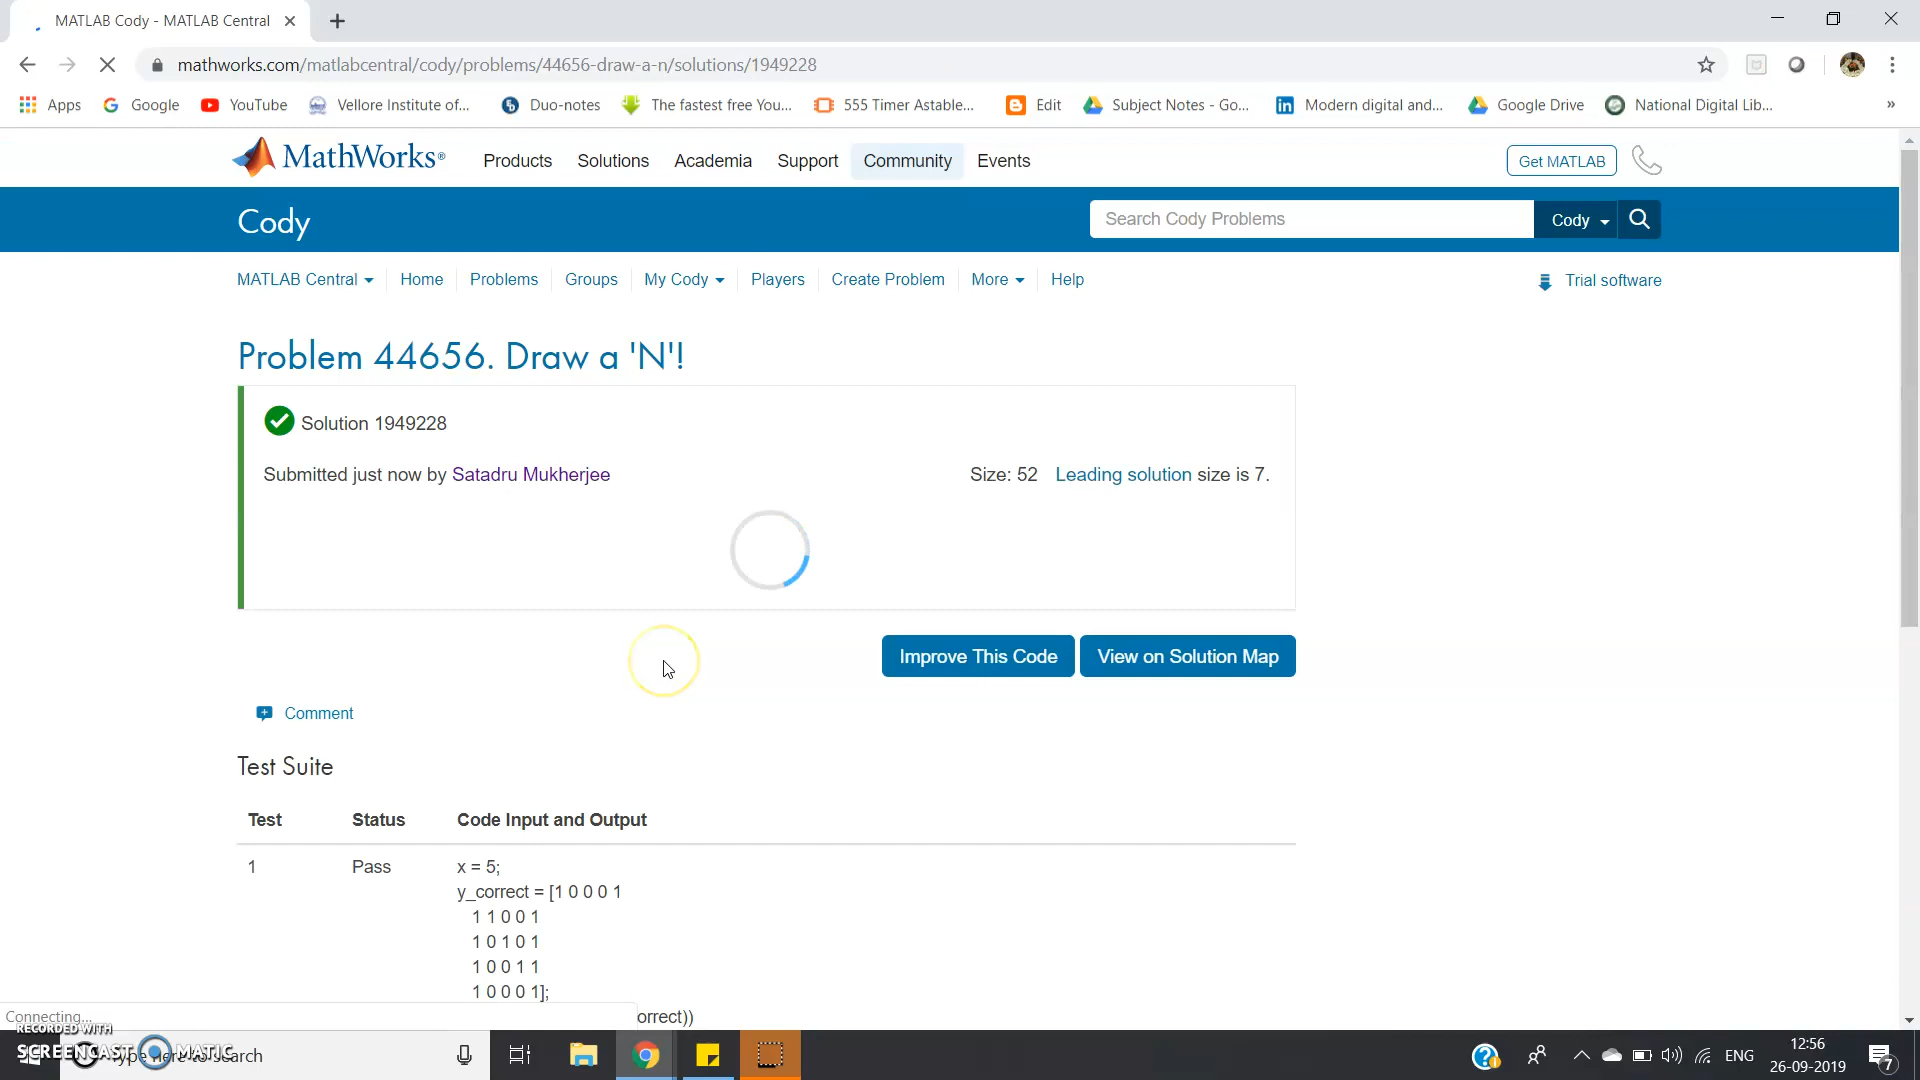 MATLAB Cody - MATLAB Central
mathworks.com/matlabcentral/cody/problems/44656-draw-a-n/solutions/1949228
Apps Google YouTube Vellore Institute of... Duo-notes The fastest free You... 555 Timer Astable... Edit Subject Notes - Go... Modern digital and... Google Drive National Digital Lib... »
MathWorks® Products Solutions Academia Support Community Events Get MATLAB
Cody Search Cody Problems Cody
MATLAB Central Home Problems Groups My Cody Players Create Problem More Help Trial software
Problem 44656. Draw a 'N'!
Solution 1949228
Submitted just now by Satadru Mukherjee Size: 52 Leading solution size is 7.
Improve This Code View on Solution Map
Comment
Test Suite
Test Status Code Input and Output
1 Pass x = 5;
y_correct = [1 0 0 0 1
1 1 0 0 1
1 0 1 0 1
1 0 0 1 1
1 0 0 0 1];
Connecting... orrect))
RECORDED WITH
SCREENCAST MATIC
Type here to search
ENG
12:56
26-09-2019
7